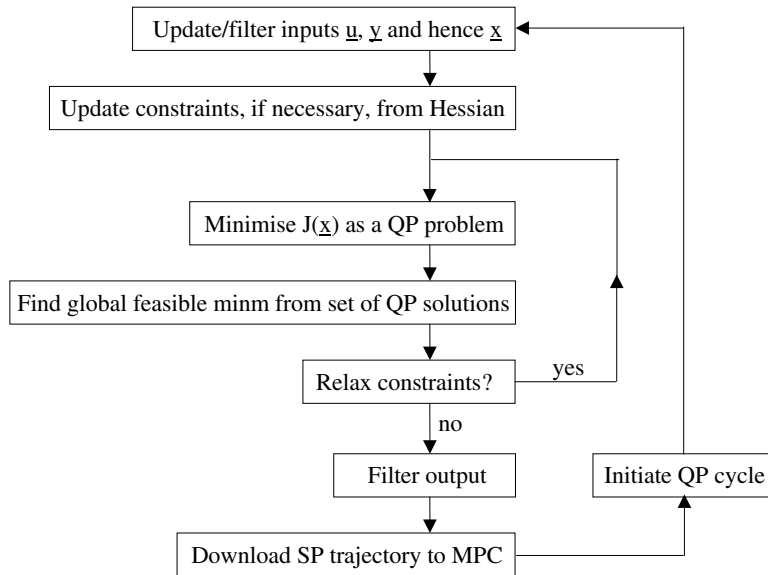 Update/filter inputs u, y and hence x
Update constraints, if necessary, from Hessian
Minimise J(x) as a QP problem
Find global feasible minm from set of QP solutions
Relax constraints?
yes
no
Filter output
Initiate QP cycle
Download SP trajectory to MPC